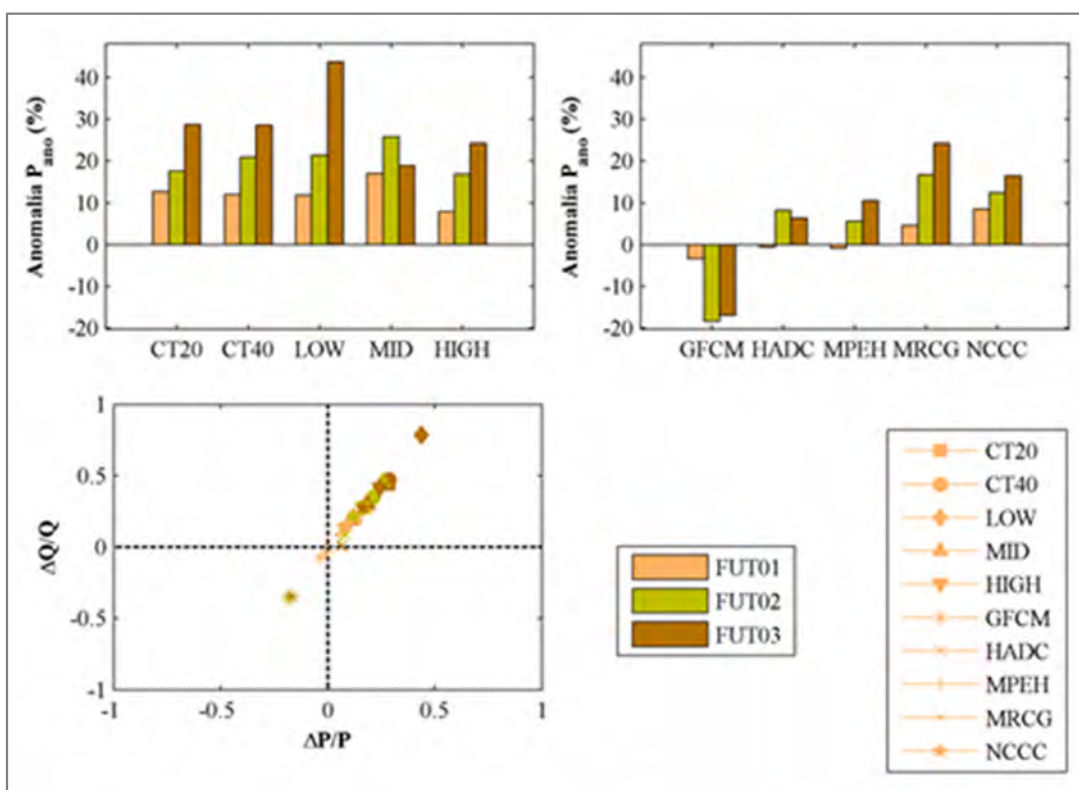 Anomalia Pano (%)
40
30
20
10
0
-10
-20
CT20 CT40 LOW MID HIGH
Anomalia Pano (%)
40
30
20
10
0
-10
-20
GFCM HADC MPEH MRCG NCCC
ΔQ/Q
1
0.5
0
-0.5
-1
-1 -0.5 0 0.5 1
ΔP/P
FUT01
FUT02
FUT03
CT20
CT40
LOW
MID
HIGH
GFCM
HADC
MPEH
MRCG
NCCC